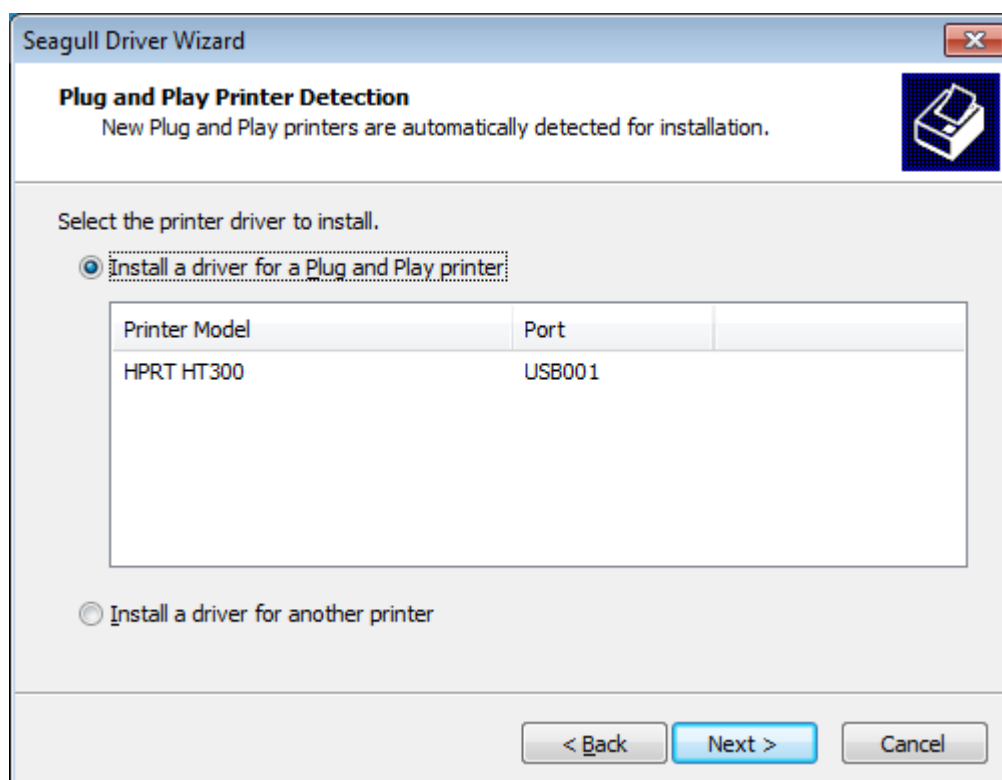 Seagull Driver Wizard
Plug and Play Printer Detection
New Plug and Play printers are automatically detected for installation.
Select the printer driver to install.
Install a driver for a Plug and Play printer
Printer Model Port
HPRT HT300 USB001
Install a driver for another printer
< Back Next > Cancel